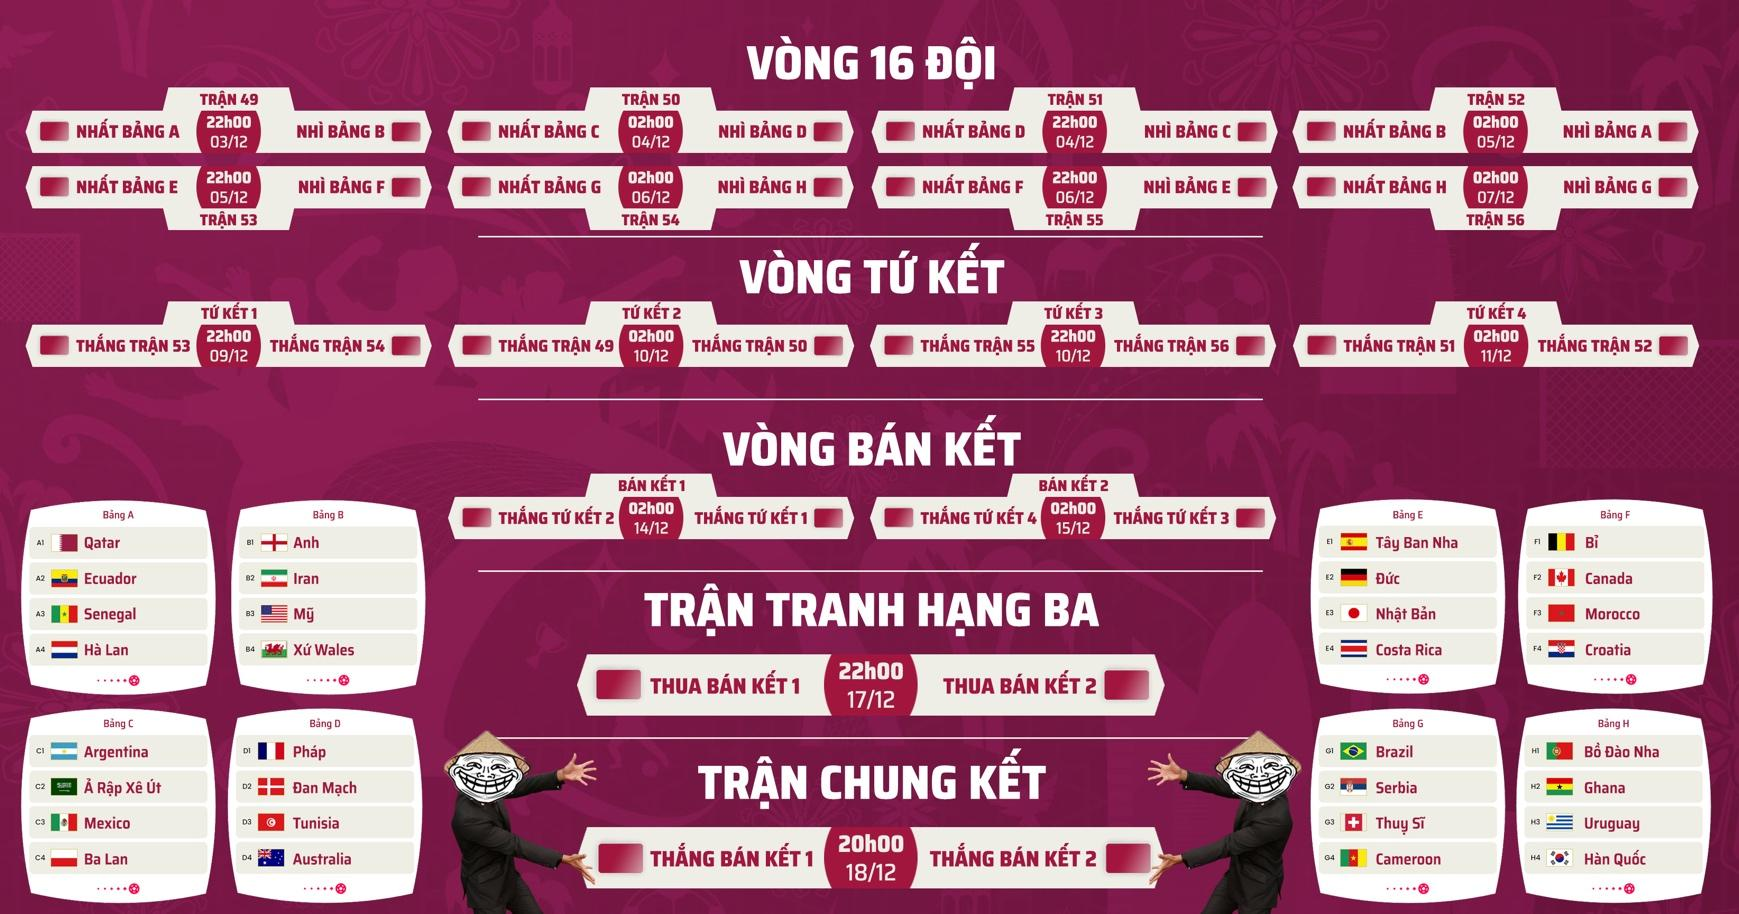 VÒNG 16 ĐỘI
TRẬN 49
NHẤT BẢNG A
22h00
03/12
NHÌ BẢNG B
TRẬN 50
NHẤT BẢNG C
02h00
04/12
NHÌ BẢNG D
TRẬN 51
NHẤT BẢNG D
22h00
04/12
NHÌ BẢNG C
TRẬN 52
NHẤT BẢNG B
02h00
05/12
NHÌ BẢNG A
NHẤT BẢNG E
22h00
05/12
NHÌ BẢNG F
TRẬN 53
NHẤT BẢNG G
02h00
06/12
NHÌ BẢNG H
TRẬN 54
NHẤT BẢNG F
22h00
06/12
NHÌ BẢNG E
TRẬN 55
NHẤT BẢNG H
02h00
07/12
NHÌ BẢNG G
TRẬN 56
VÒNG TỨ KẾT
TỨ KẾT 1
THẮNG TRẬN 53
22h00
09/12
THẮNG TRẬN 54
TỨ KẾT 2
THẮNG TRẬN 49
02h00
10/12
THẮNG TRẬN 50
TỨ KẾT 3
THẮNG TRẬN 55
22h00
10/12
THẮNG TRẬN 56
TỨ KẾT 4
THẮNG TRẬN 51
02h00
11/12
THẮNG TRẬN 52
VÒNG BÁN KẾT
BÁN KẾT 1
THẮNG TỨ KẾT 2
02h00
14/12
THẮNG TỨ KẾT 1
BÁN KẾT 2
THẮNG TỨ KẾT 4
02h00
15/12
THẮNG TỨ KẾT 3
TRẬN TRANH HẠNG BA
THUA BÁN KẾT 1
22h00
17/12
THUA BÁN KẾT 2
TRẬN CHUNG KẾT
THẮNG BÁN KẾT 1
20h00
18/12
THẮNG BÁN KẾT 2
Bảng A
A1 Qatar
A2 Ecuador
A3 Senegal
A4 Hà Lan
Bảng B
B1 Anh
B2 Iran
B3 Mỹ
B4 Xứ Wales
Bảng C
C1 Argentina
C2 Ả Rập Xê Út
C3 Mexico
C4 Ba Lan
Bảng D
D1 Pháp
D2 Đan Mạch
D3 Tunisia
D4 Australia
Bảng E
E1 Tây Ban Nha
E2 Đức
E3 Nhật Bản
E4 Costa Rica
Bảng F
F1 Bỉ
F2 Canada
F3 Morocco
F4 Croatia
Bảng G
G1 Brazil
G2 Serbia
G3 Thuỵ Sĩ
G4 Cameroon
Bảng H
H1 Bồ Đào Nha
H2 Ghana
H3 Uruguay
H4 Hàn Quốc